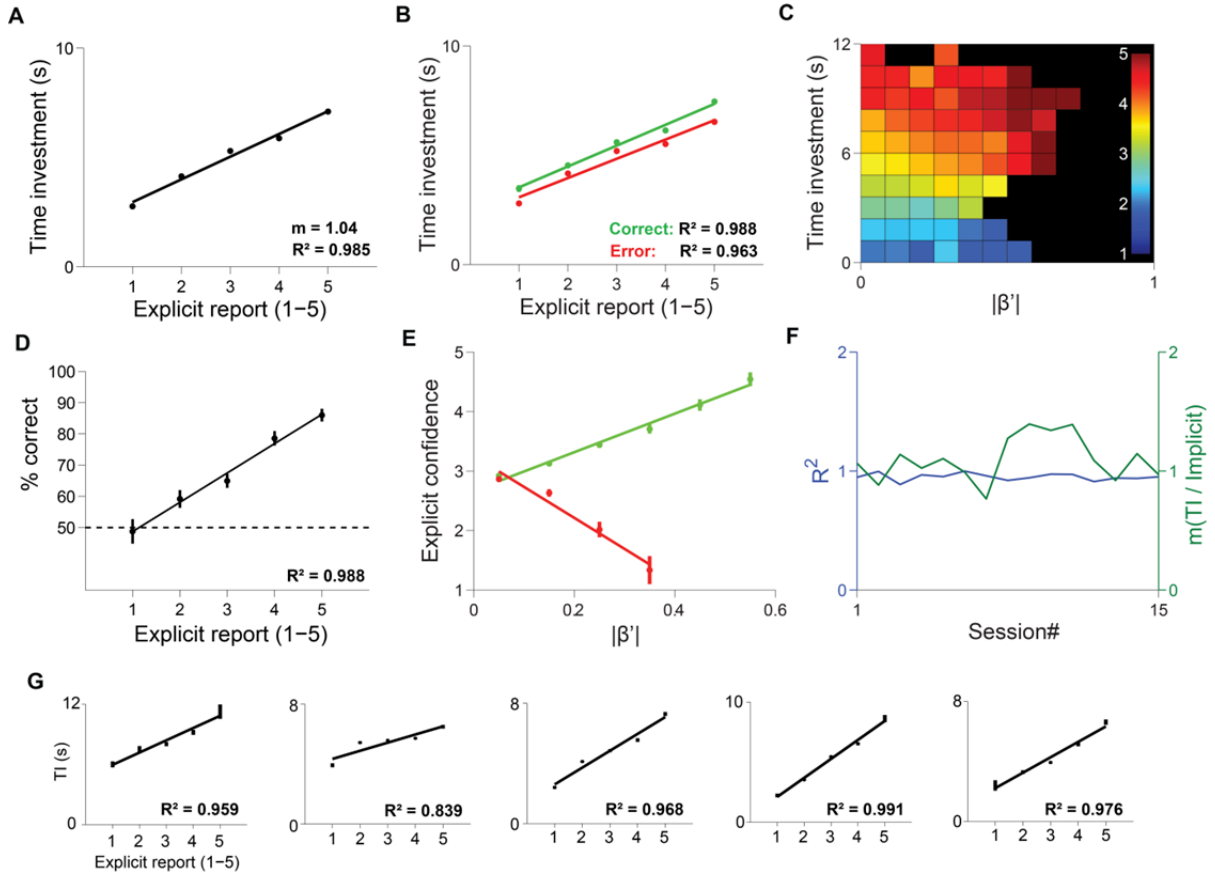 A
10
Time investment (s)
0
m = 1.04
R² = 0.985
1 2 3 4 5
Explicit report (1−5)
B
10
Time investment (s)
0
Correct: R² = 0.988
Error: R² = 0.963
1 2 3 4 5
Explicit report (1−5)
C
12
6
0
Time investment (s)
5
4
3
2
1
0 1
|β'|
D
100
90
80
70
60
50
% correct
R² = 0.988
1 2 3 4 5
Explicit report (1−5)
E
5
4
3
2
1
Explicit confidence
0 0.2 0.4 0.6
|β'|
F
2
1
0
R²
2
1
0
m(TI / Implicit)
1 15
Session#
G
12
0
TI (s)
R² = 0.959
1 2 3 4 5
Explicit report (1−5)
8
0
R² = 0.839
1 2 3 4 5
8
0
R² = 0.968
1 2 3 4 5
10
0
R² = 0.991
1 2 3 4 5
8
0
R² = 0.976
1 2 3 4 5